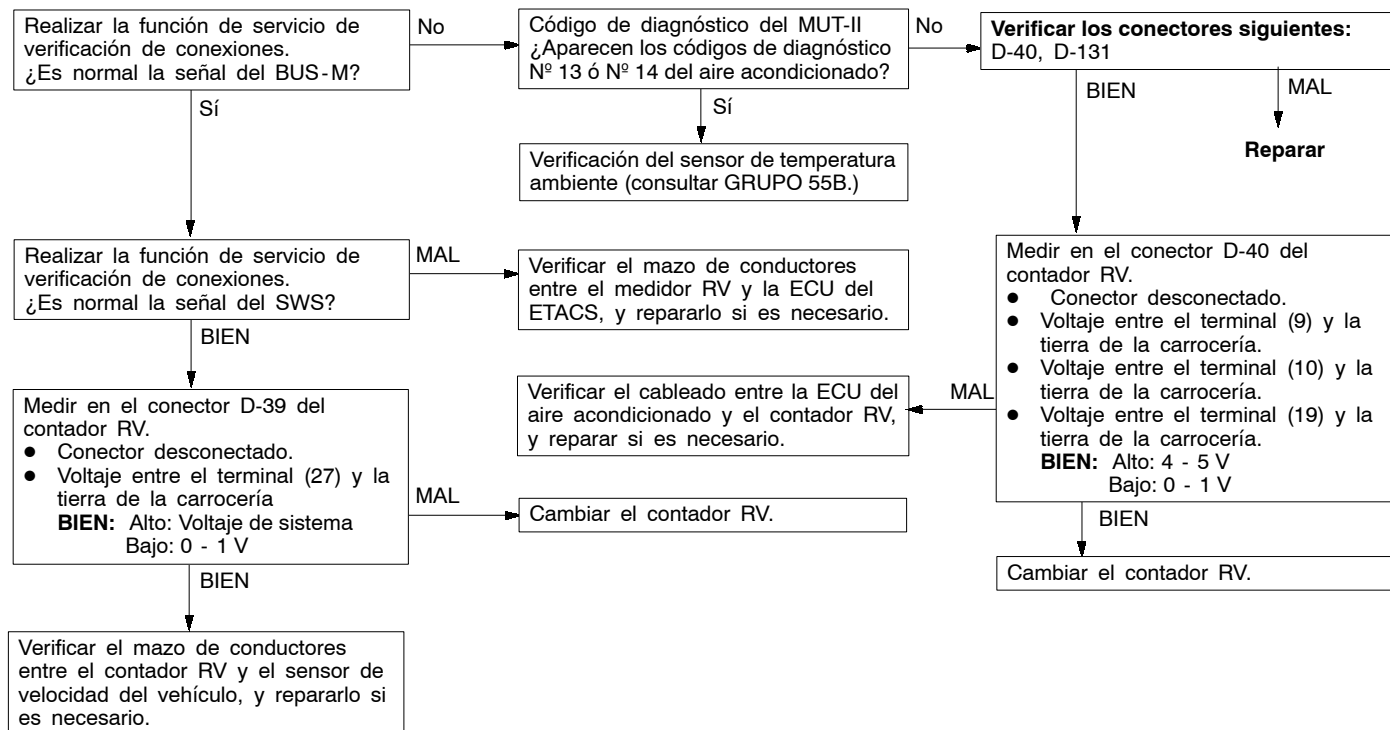 Realizar la función de servicio de
verificación de conexiones.
¿Es normal la señal del BUS-M?
No
Código de diagnóstico del MUT-II
¿Aparecen los códigos de diagnóstico
Nº 13 ó Nº 14 del aire acondicionado?
No
Verificar los conectores siguientes:
D-40, D-131
Sí
Sí
BIEN
MAL
Reparar
Verificación del sensor de temperatura
ambiente (consultar GRUPO 55B.)
Realizar la función de servicio de
verificación de conexiones.
¿Es normal la señal del SWS?
MAL
Verificar el mazo de conductores
entre el medidor RV y la ECU del
ETACS, y repararlo si es necesario.
Medir en el conector D-40 del
contador RV.
● Conector desconectado.
● Voltaje entre el terminal (9) y la
tierra de la carrocería.
● Voltaje entre el terminal (10) y la
tierra de la carrocería.
● Voltaje entre el terminal (19) y la
tierra de la carrocería.
BIEN: Alto: 4 - 5 V
Bajo: 0 - 1 V
BIEN
MAL
Verificar el cableado entre la ECU del
aire acondicionado y el contador RV,
y reparar si es necesario.
Medir en el conector D-39 del
contador RV.
● Conector desconectado.
● Voltaje entre el terminal (27) y la
tierra de la carrocería
BIEN: Alto: Voltaje de sistema
Bajo: 0 - 1 V
MAL
Cambiar el contador RV.
BIEN
Cambiar el contador RV.
BIEN
Verificar el mazo de conductores
entre el contador RV y el sensor de
velocidad del vehículo, y repararlo si
es necesario.